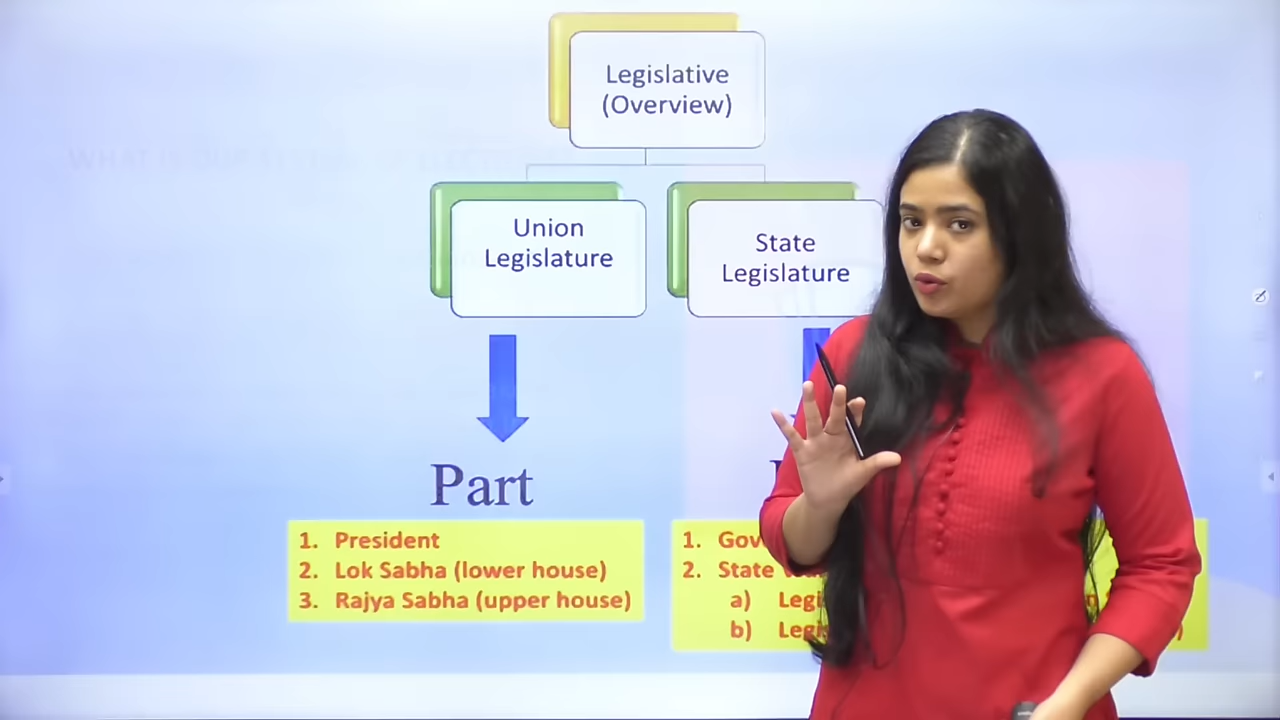 Legislative
(Overview)
Union
Legislature
State
Legislature
Part
1. President
2. Lok Sabha (lower house)
3. Rajya Sabha (upper house)
1. Gov
2. State
a) Legi
b) Legis